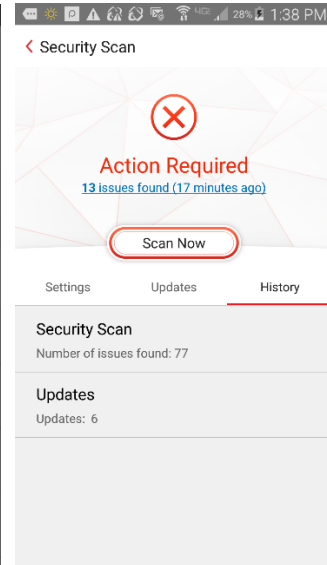 4GE 28% 1:38 PM
Security Scan
Action Required
13 issues found (17 minutes ago)
Scan Now
Settings Updates History
Security Scan
Number of issues found: 77
Updates
Updates: 6